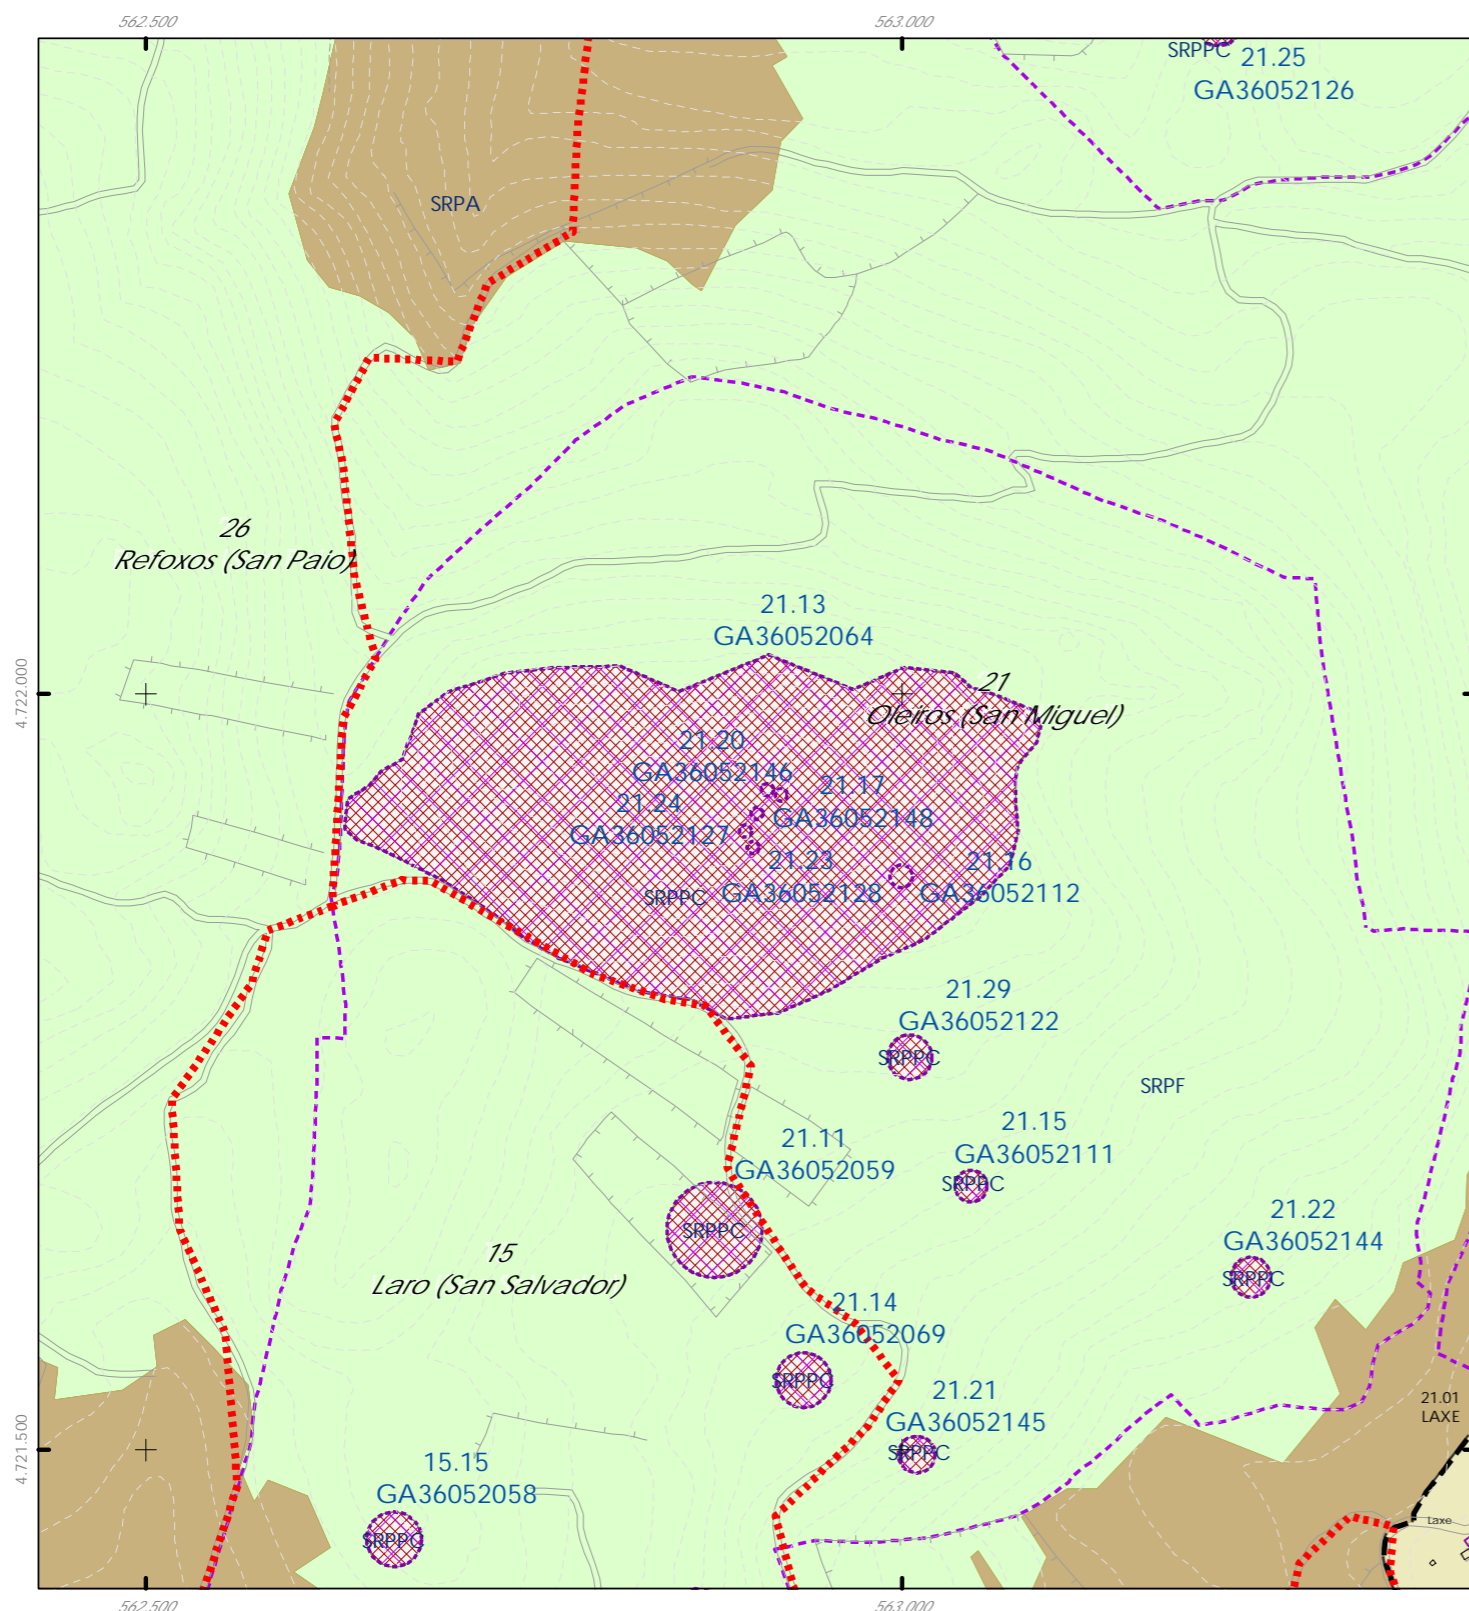 562.500
563.000
SRPPC
21.25
GA36052126
SRPA
26
Refoxos (San Paio)
21.13
GA36052064
4.722.000
21
Oleiros (San Miguel)
21.20
GA36052146
21.17
GA36052148
21.24
GA36052127
21.23
GA36052128
21.16
GA36052112
SRPPC
21.29
GA36052122
SRPPC
SRPF
21.15
GA36052111
SRPPC
21.11
GA36052059
SRPPC
21.22
GA36052144
SRPPC
15
Laro (San Salvador)
21.14
GA36052069
SRPPC
21.21
GA36052145
SRPPC
21.01
LAXE
4.721.500
15.15
GA36052058
SRPPC
Laxe
562.500
563.000